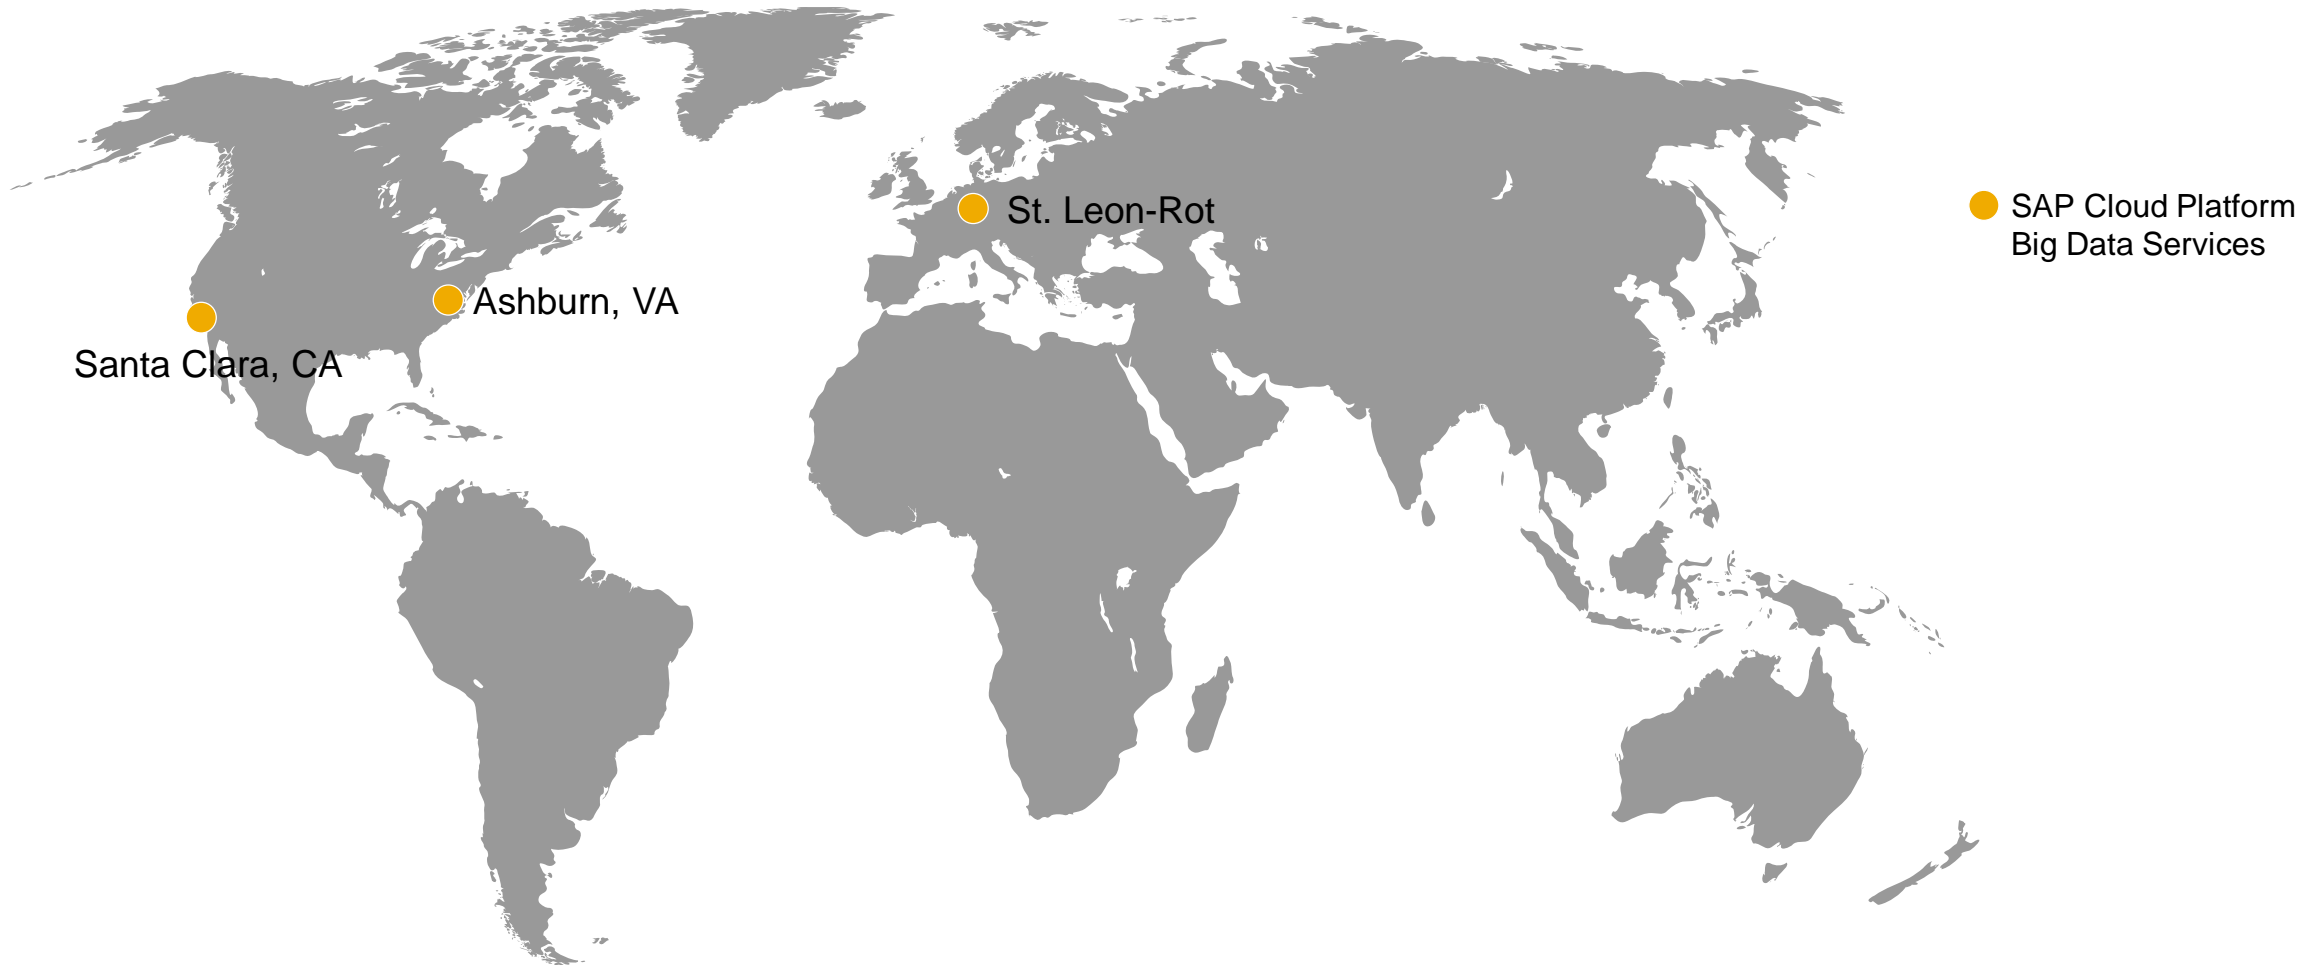 St. Leon-Rot
SAP Cloud Platform
Big Data Services
Ashburn, VA
Santa Clara, CA